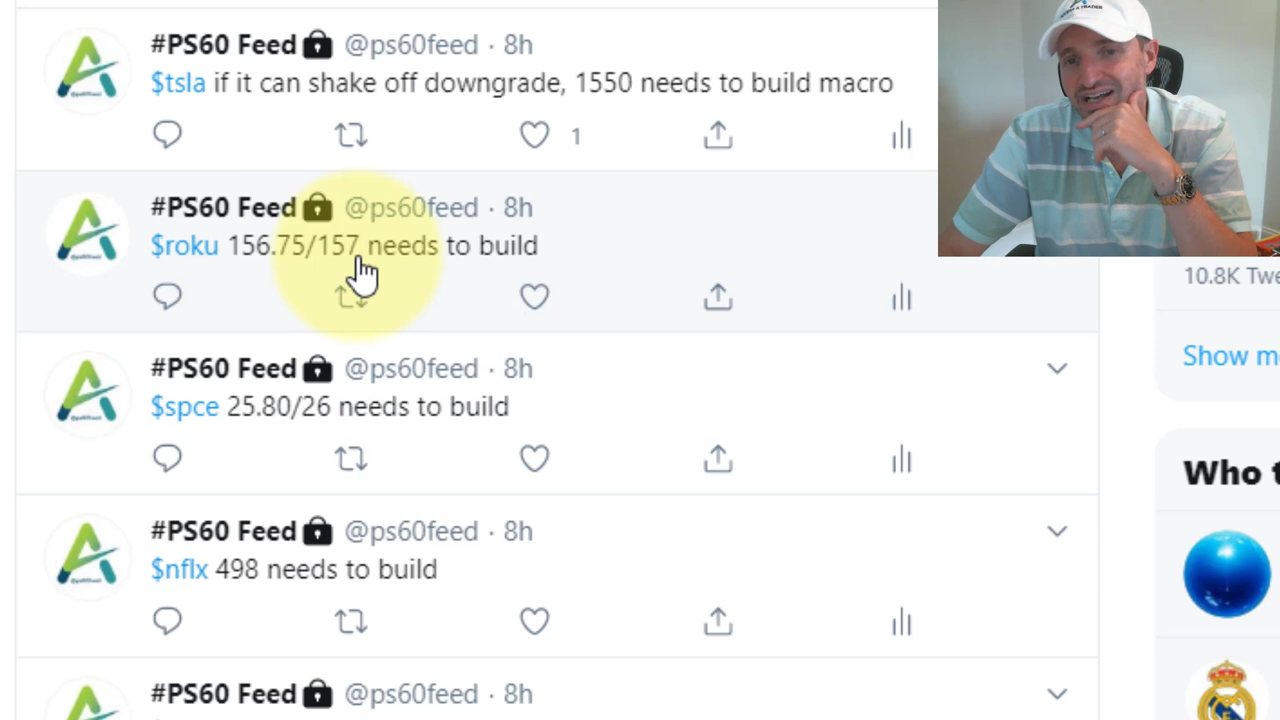 #PS60 Feed @ps60feed · 8h
$tsla if it can shake off downgrade, 1550 needs to build macro
1
#PS60 Feed @ps60feed · 8h
$roku 156.75/157 needs to build
#PS60 Feed @ps60feed · 8h
$spce 25.80/26 needs to build
#PS60 Feed @ps60feed · 8h
$nflx 498 needs to build
#PS60 Feed @ps60feed · 8h
10.8K Twe
Show m
Who t